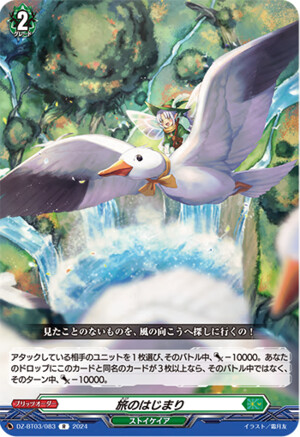 2
グレード
見たことのないものを、風の向こうへ探しに行くの！
アタックしている相手のユニットを１枚選び、そのバトル中、-10000。あなた
のドロップにこのカードと同名のカードが３枚以上なら、そのバトル中ではなく、
そのターン中、-10000。
ブリッツオーダー
旅のはじまり
ストイケイア
D DZ-BT03/083 R 2024
イラスト／霜月友